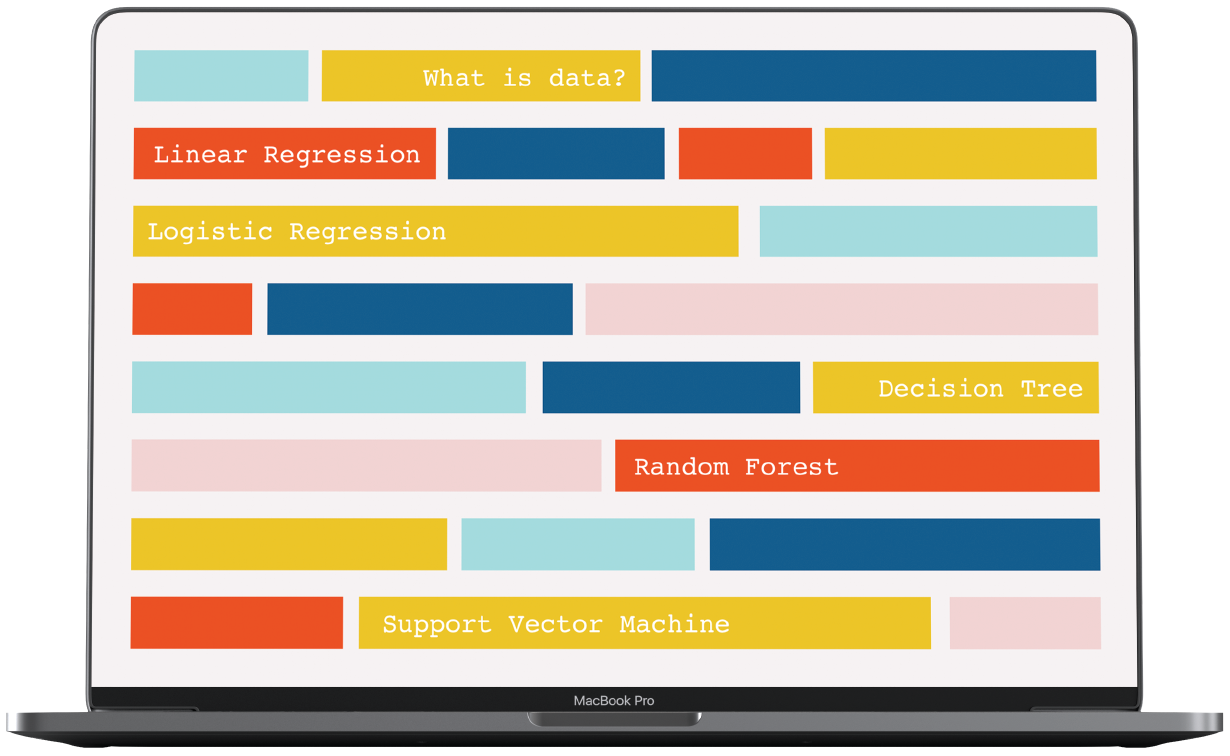 What is data?
Linear Regression
Logistic Regression
Decision Tree
Random Forest
Support Vector Machine
MacBook Pro